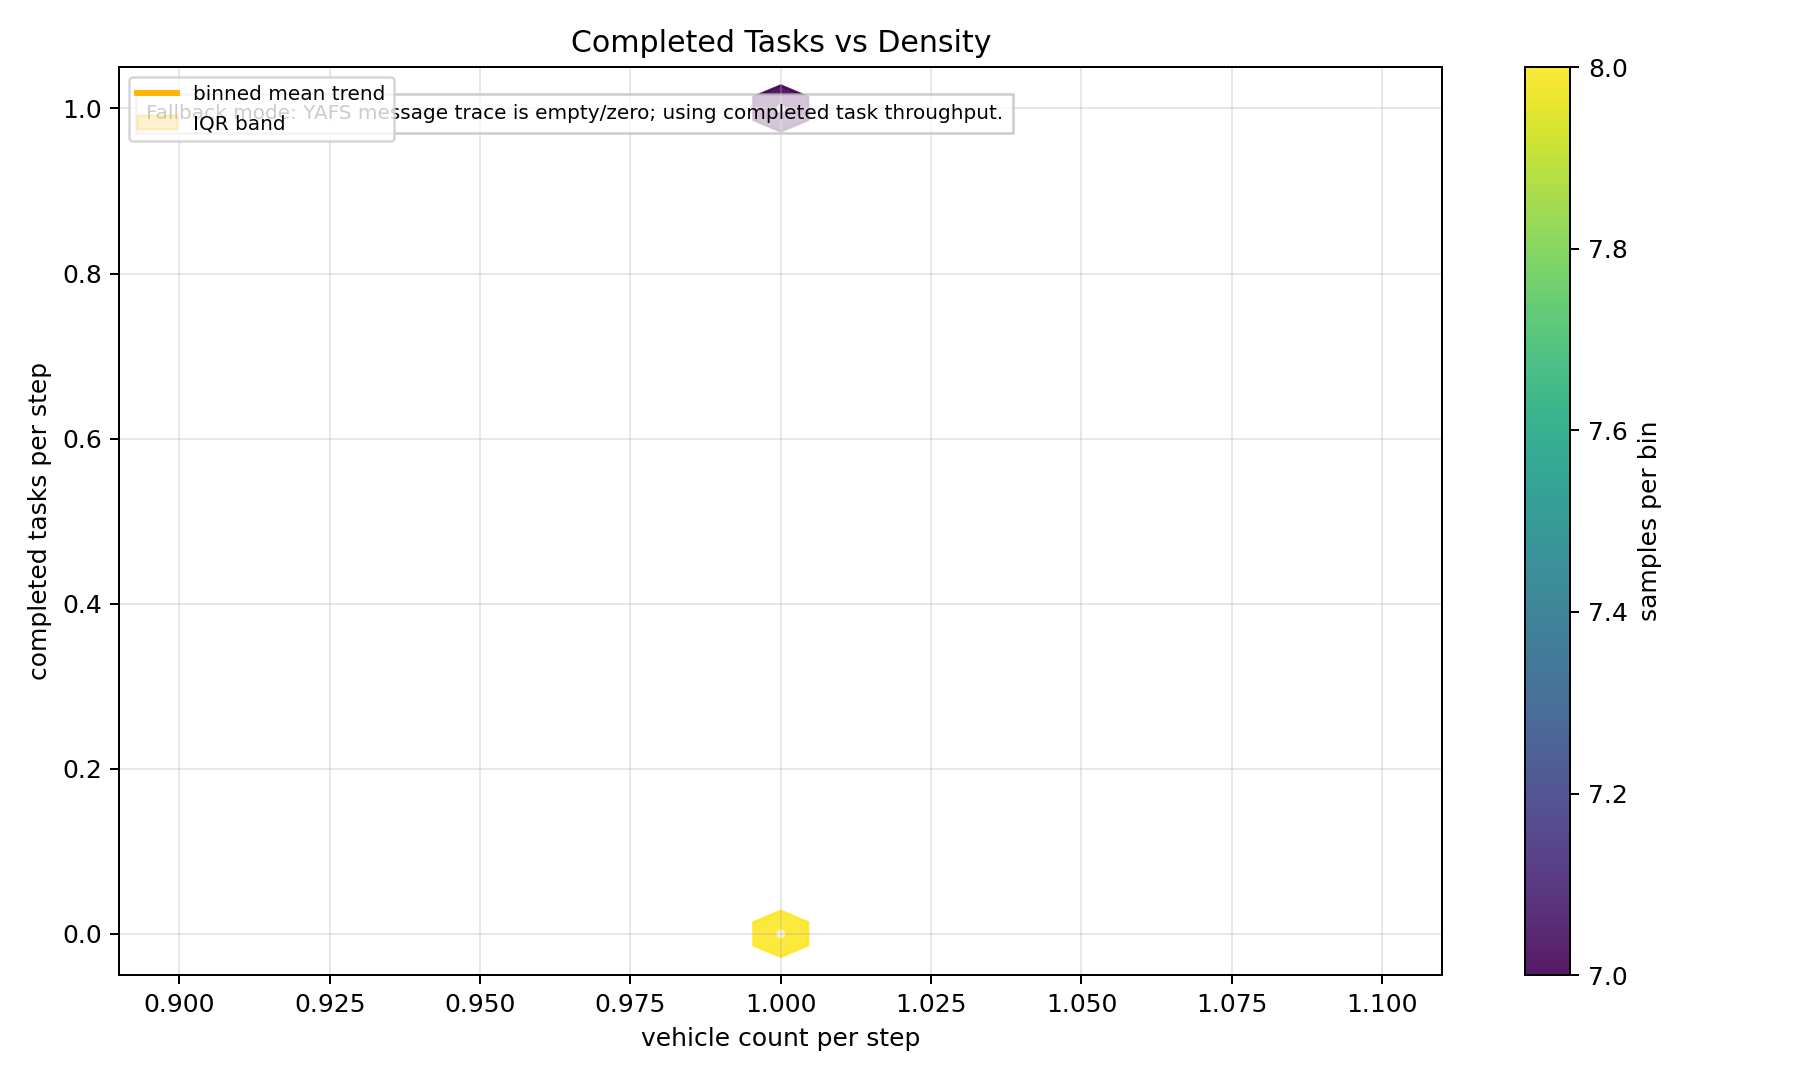 Completed Tasks vs Density
binned mean trend
IQR band
Fallback mode: YAFS message trace is empty/zero; using completed task throughput.
1.0
0.8
0.6
0.4
0.2
0.0
completed tasks per step
0.900 0.925 0.950 0.975 1.000 1.025 1.050 1.075 1.100
vehicle count per step
8.0
7.8
7.6
7.4
7.2
7.0
samples per bin